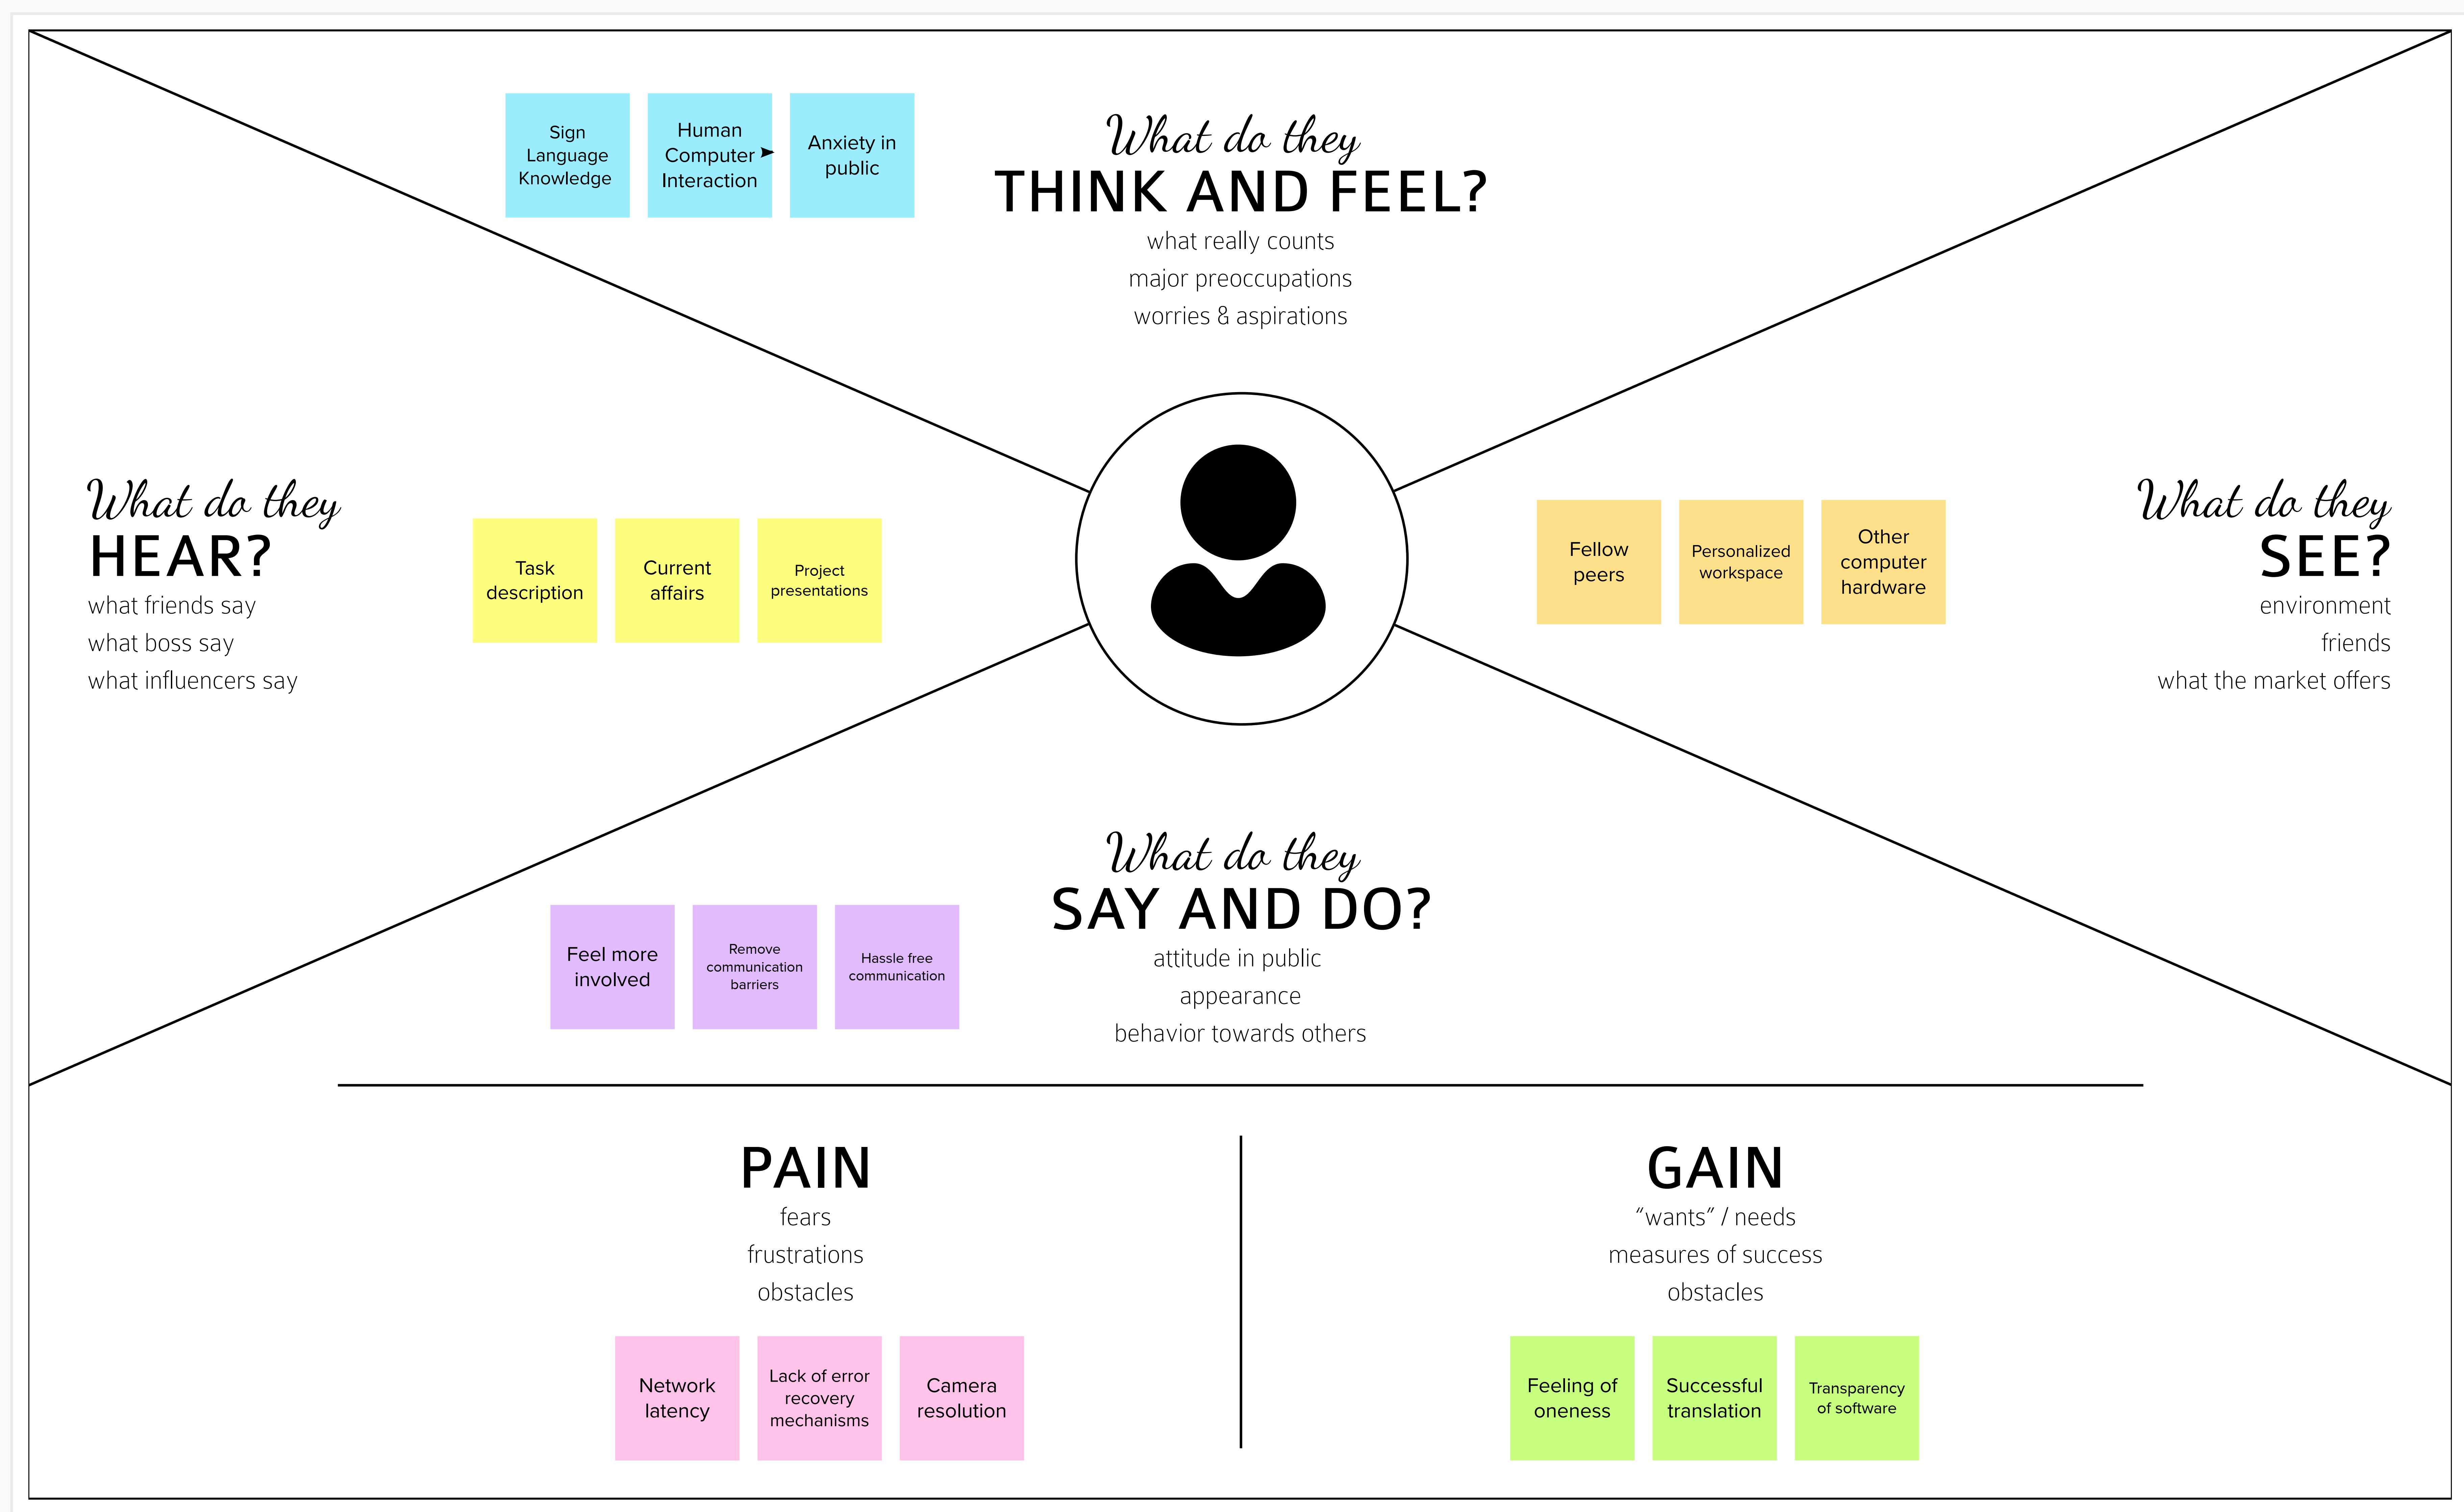 Sign
Language
Knowledge
Human
Computer
Interaction
Anxiety in
public
What do they
THINK AND FEEL?
what really counts
major preoccupations
worries & aspirations
What do they
HEAR?
what friends say
what boss say
what influencers say
Task
description
Current
affairs
Project
presentations
Fellow
peers
Personalized
workspace
Other
computer
hardware
What do they
SEE?
environment
friends
what the market offers
What do they
SAY AND DO?
attitude in public
appearance
behavior towards others
Feel more
involved
Remove
communication
barriers
Hassle free
communication
PAIN
fears
frustrations
obstacles
Network
latency
Lack of error
recovery
mechanisms
Camera
resolution
GAIN
“wants” / needs
measures of success
obstacles
Feeling of
oneness
Successful
translation
Transparency
of software